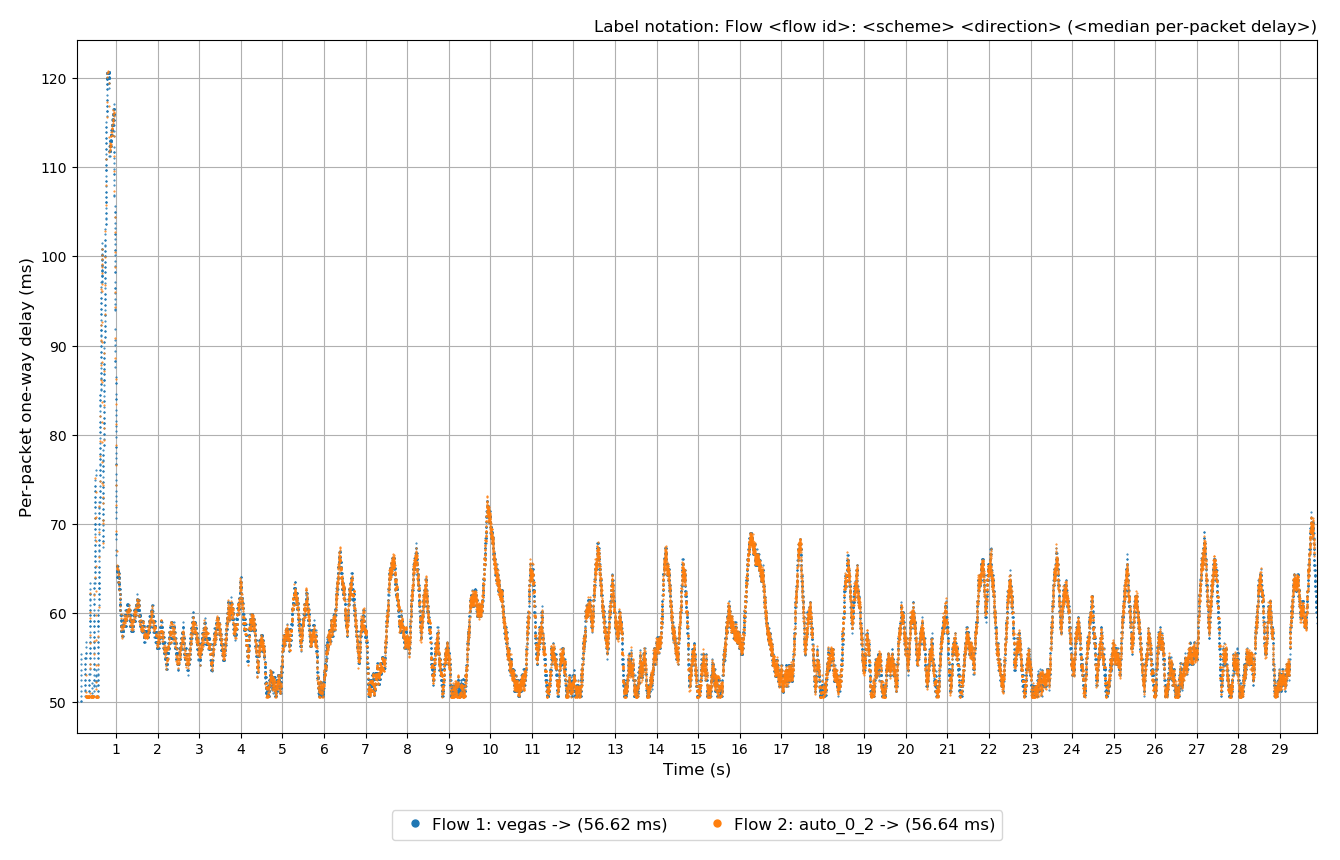 Label notation: Flow <flow id>: <scheme> <direction> (<median per-packet delay>)
Per-packet one-way delay (ms)
120
110
100
90
80
70
60
50
1 2 3 4 5 6 7 8 9 10 11 12 13 14 15 16 17 18 19 20 21 22 23 24 25 26 27 28 29
Time (s)
Flow 1: vegas -> (56.62 ms) Flow 2: auto_0_2 -> (56.64 ms)